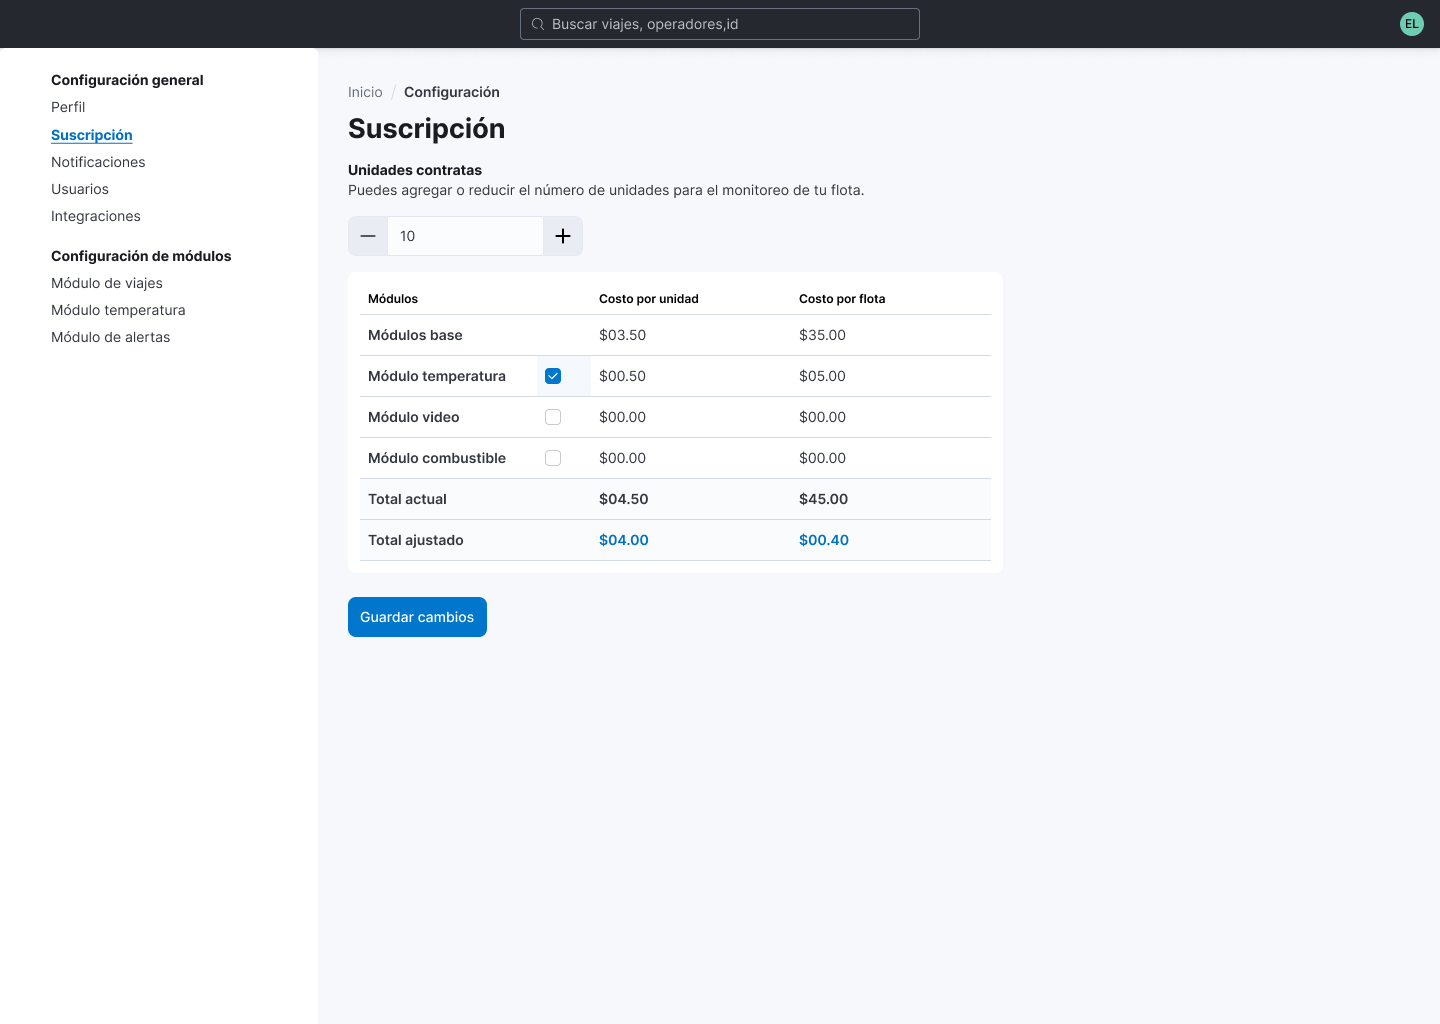 Buscar viajes, operadores,id
EL
Configuración general
Perfil
Suscripción
Notificaciones
Usuarios
Integraciones
Configuración de módulos
Módulo de viajes
Módulo temperatura
Módulo de alertas
Inicio / Configuración
Suscripción
Unidades contratas
Puedes agregar o reducir el número de unidades para el monitoreo de tu flota.
10
Módulos Costo por unidad Costo por flota
Módulos base $03.50 $35.00
Módulo temperatura $00.50 $05.00
Módulo video $00.00 $00.00
Módulo combustible $00.00 $00.00
Total actual $04.50 $45.00
Total ajustado $04.00 $00.40
Guardar cambios